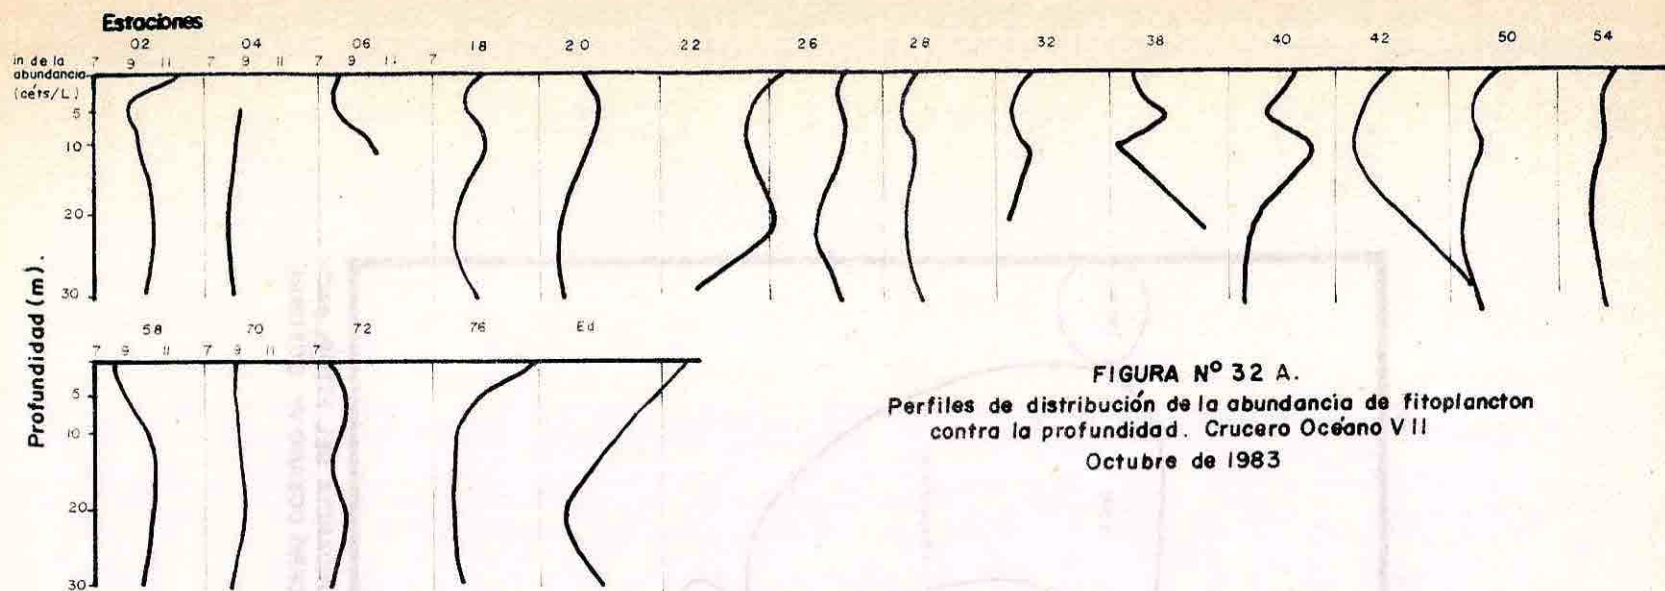 Estaciones
02 04 06 18 20 22 26 28 32 38 40 42 50 54
in de la abundancia (céts/L)
7 9 11 7 9 11 7 9 11 7
5
10
20
30
Profundidad (m).
58 70 72 76 Ed
7 9 11 7 9 11 7
5
10
20
30
FIGURA Nº 32 A.
Perfiles de distribución de la abundancia de fitoplancton
contra la profundidad. Crucero Océano VII
Octubre de 1983